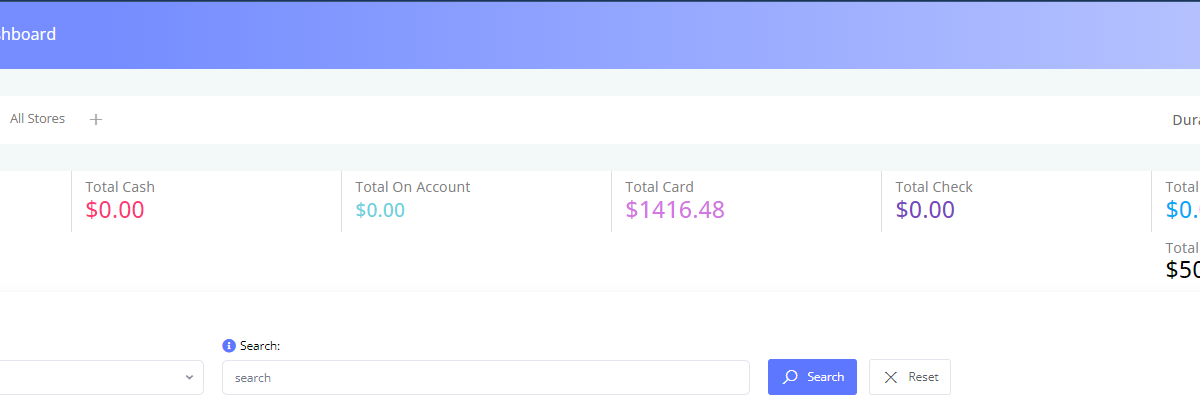 shboard
All Stores
Dura
Total Cash
Total On Account
Total Card
Total Check
Total
$0.00
$0.00
$1416.48
$0.00
$0.
Total
$50
Search:
search
Search
Reset